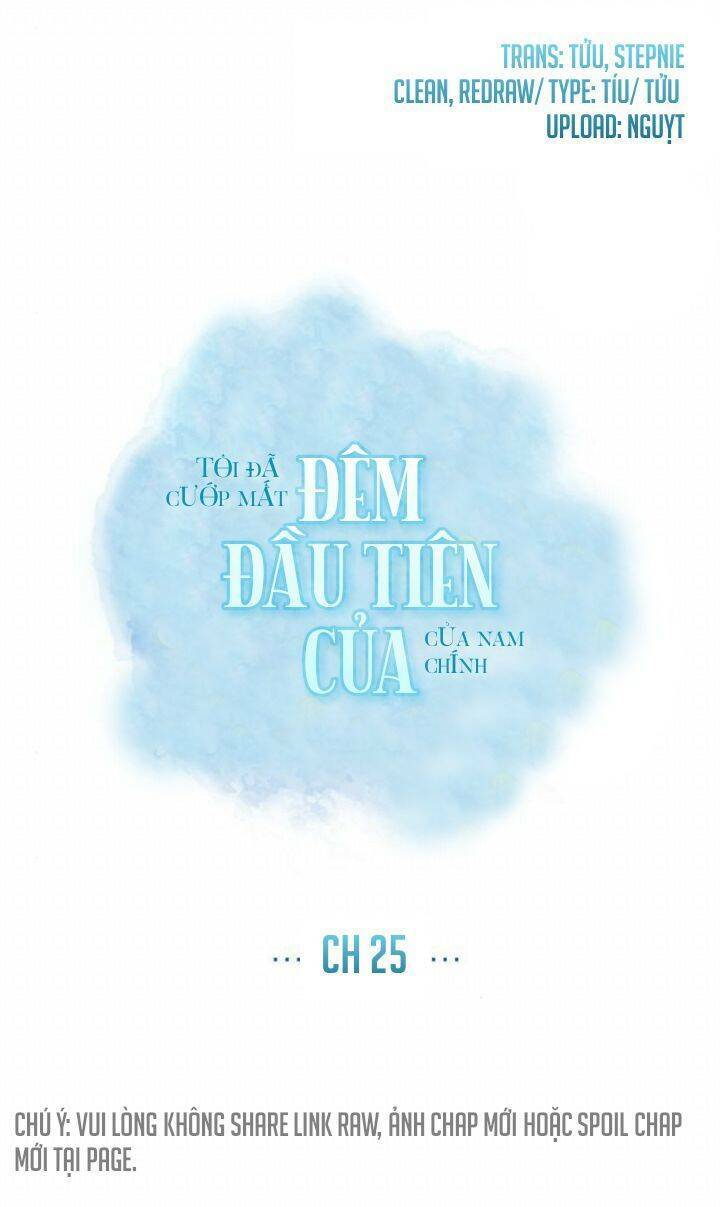 TRANS: TỬU, STEPNIE
CLEAN, REDRAW/ TYPE: TÍU/ TỬU
UPLOAD: NGUỴT
TÔI ĐÃ
CƯỚP MẤT
ĐÊM
ĐẦU TIÊN
CỦA
CỦA NAM
CHÍNH
... CH 25 ...
CHÚ Ý: VUI LÒNG KHÔNG SHARE LINK RAW, ẢNH CHAP MỚI HOẶC SPOIL CHAP
MỚI TẠI PAGE.